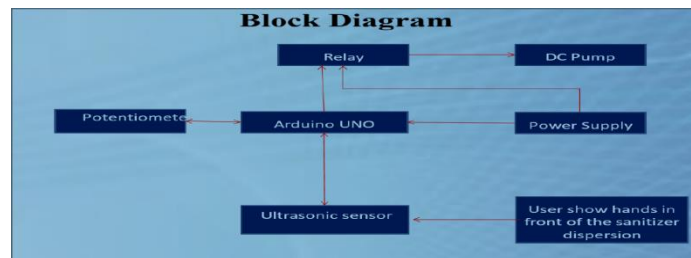 Block Diagram
Relay
DC Pump
Potentiomete
Arduino UNO
Power Supply
Ultrasonic sensor
User show hands in
front of the sanitizer
dispersion